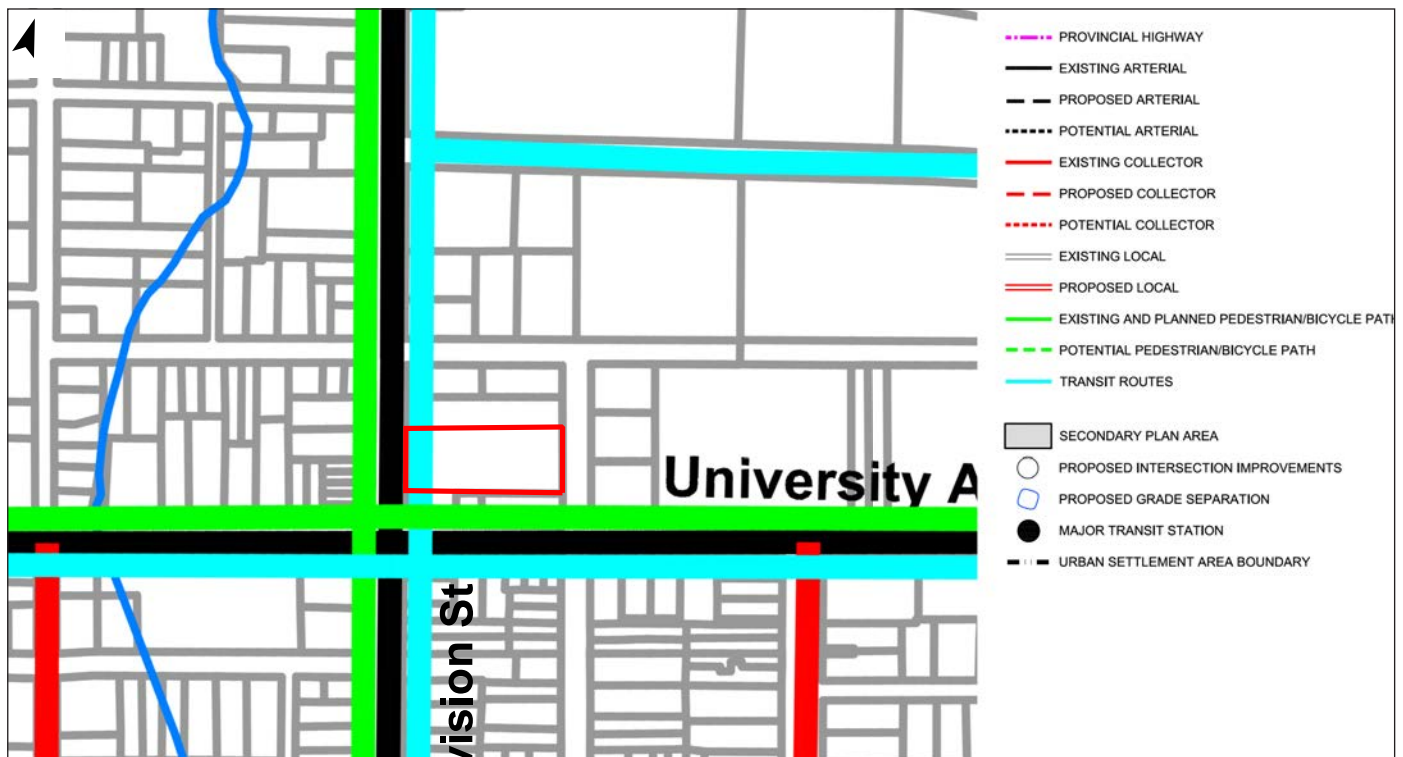 PROVINCIAL HIGHWAY
EXISTING ARTERIAL
PROPOSED ARTERIAL
POTENTIAL ARTERIAL
EXISTING COLLECTOR
PROPOSED COLLECTOR
POTENTIAL COLLECTOR
EXISTING LOCAL
PROPOSED LOCAL
EXISTING AND PLANNED PEDESTRIAN/BICYCLE PATH
POTENTIAL PEDESTRIAN/BICYCLE PATH
TRANSIT ROUTES
SECONDARY PLAN AREA
PROPOSED INTERSECTION IMPROVEMENTS
PROPOSED GRADE SEPARATION
MAJOR TRANSIT STATION
URBAN SETTLEMENT AREA BOUNDARY
University A
vision St